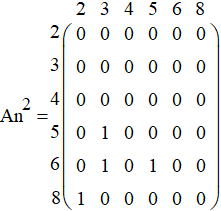 2 3 4 5 6 8
2 0 0 0 0 0 0
3 0 0 0 0 0 0
4 0 0 0 0 0 0
An² =
5 0 1 0 0 0 0
6 0 1 0 1 0 0
8 1 0 0 0 0 0